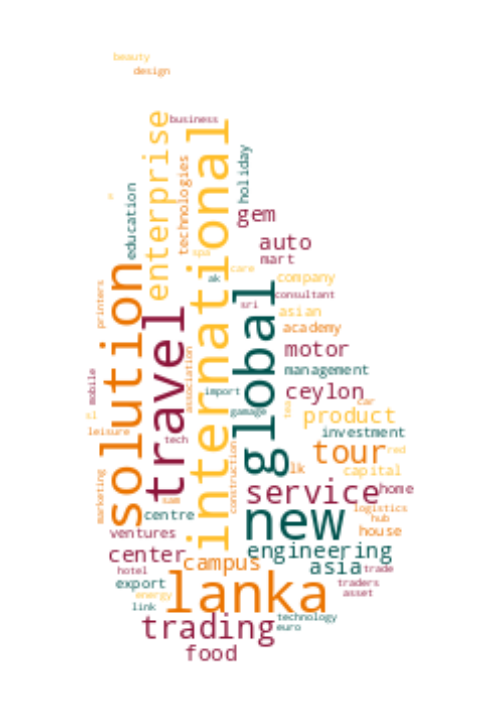 beauty
design
business
enterprise
international
technologies
holiday
education
gem
auto
mart
spa
care
ak
company
consultant
sri
asian
academy
solution
travel
global
printers
motor
management
association
mobile
import
ceylon
car
tea
gamage
product
leisure
tech
investment
tour
red
lk
capital
construction
marketing
service
home
sam
centre
new
logistics
hub
house
ventures
center
engineering
campus
asia
trade
hotel
export
energy
lanka
traders
asset
link
trading
technology
euro
food